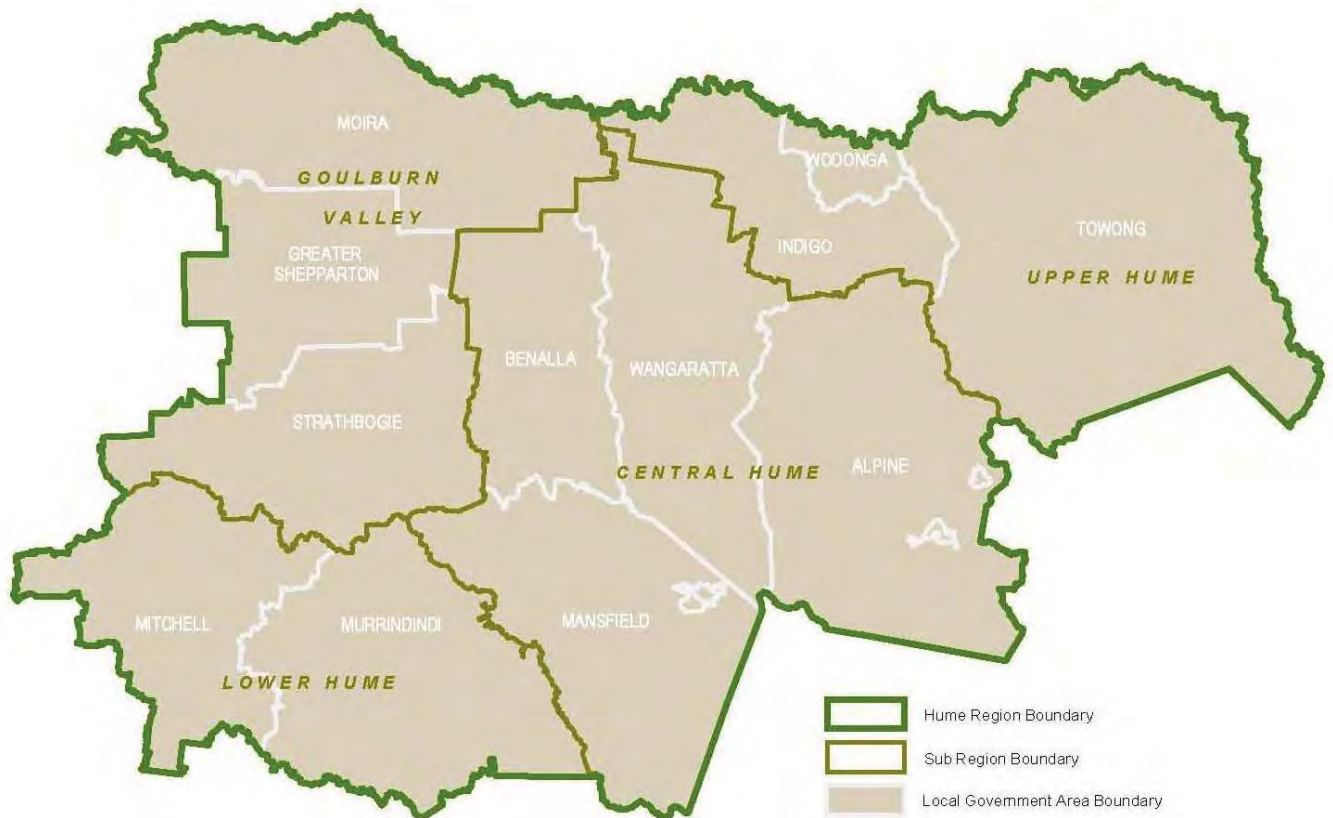 MOIRA
GOULBURN
VALLEY
GREATER
SHEPPARTON
STRATHBOGIE
BENALLA
WANGARATTA
WODONGA
INDIGO
TOWONG
UPPER HUME
CENTRAL HUME
ALPINE
MITCHELL
MURRINDINDI
LOWER HUME
MANSFIELD
Hume Region Boundary
Sub Region Boundary
Local Government Area Boundary